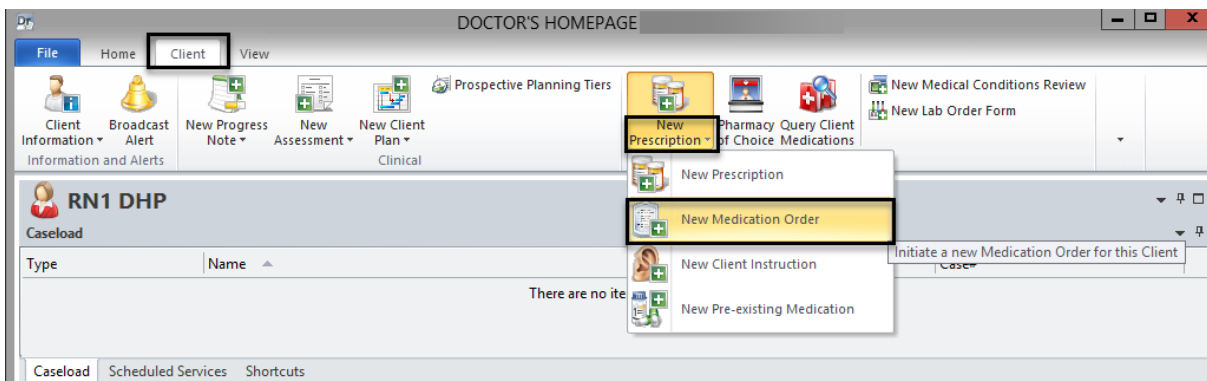 Dr
DOCTOR'S HOMEPAGE
File Home Client View
Client Information
Broadcast Alert
New Progress Note
New Assessment
New Client Plan
Prospective Planning Tiers
New Prescription
Pharmacy of Choice
Query Client Medications
New Medical Conditions Review
New Lab Order Form
Information and Alerts
Clinical
New Prescription
New Medication Order
Initiate a new Medication Order for this Client
New Client Instruction
New Pre-existing Medication
RN1 DHP
Caseload
Type Name Case#
There are no ite
Caseload Scheduled Services Shortcuts